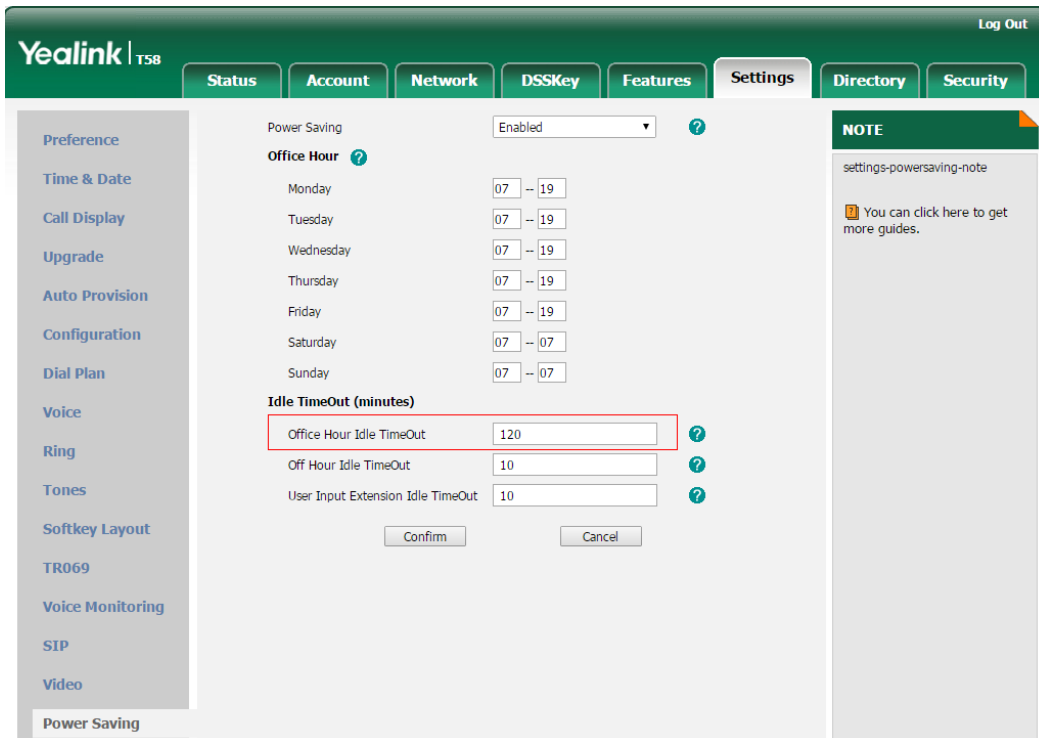 Log Out
Yealink T58
Status Account Network DSSKey Features Settings Directory Security
Preference
Time & Date
Call Display
Upgrade
Auto Provision
Configuration
Dial Plan
Voice
Ring
Tones
Softkey Layout
TR069
Voice Monitoring
SIP
Video
Power Saving
Power Saving Enabled ?
Office Hour ?
Monday 07 -- 19
Tuesday 07 -- 19
Wednesday 07 -- 19
Thursday 07 -- 19
Friday 07 -- 19
Saturday 07 -- 07
Sunday 07 -- 07
Idle TimeOut (minutes)
Office Hour Idle TimeOut 120 ?
Off Hour Idle TimeOut 10 ?
User Input Extension Idle TimeOut 10 ?
Confirm Cancel
NOTE
settings-powersaving-note
? You can click here to get
more guides.